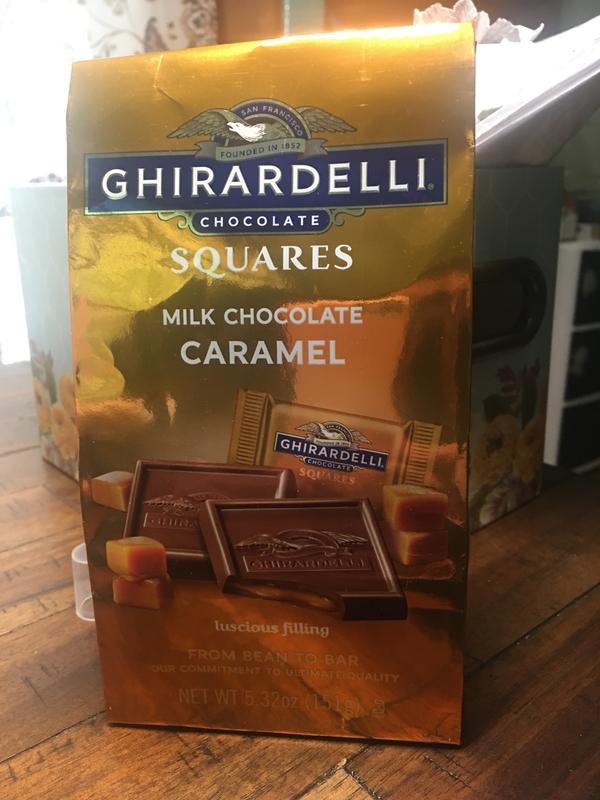 SAN FRANCISCO
FOUNDED IN 1852
GHIRARDELLI
CHOCOLATE
SQUARES
MILK CHOCOLATE
CARAMEL
GHIRARDELLI
CHOCOLATE
SQUARES
GHIRA
GHIRARDELLI
luscious filling
FROM BEAN TO BAR
OUR COMMITMENT TO ULTIMATE QUALITY
NET WT 5.32oz (151g)